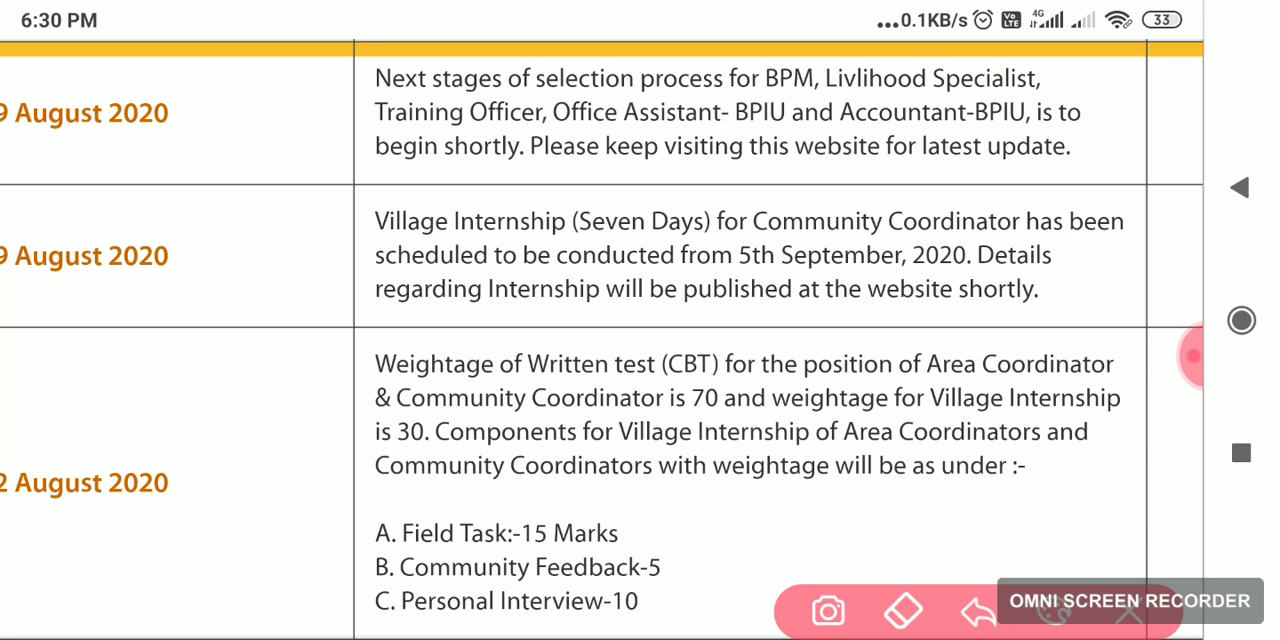 6:30 PM
...0.1KB/s Vo LTE 4G 33
Next stages of selection process for BPM, Livlihood Specialist,
9 August 2020
Training Officer, Office Assistant- BPIU and Accountant-BPIU, is to
begin shortly. Please keep visiting this website for latest update.
Village Internship (Seven Days) for Community Coordinator has been
9 August 2020
scheduled to be conducted from 5th September, 2020. Details
regarding Internship will be published at the website shortly.
Weightage of Written test (CBT) for the position of Area Coordinator
& Community Coordinator is 70 and weightage for Village Internship
is 30. Components for Village Internship of Area Coordinators and
Community Coordinators with weightage will be as under :-
2 August 2020
A. Field Task:-15 Marks
B. Community Feedback-5
C. Personal Interview-10
OMNI SCREEN RECORDER